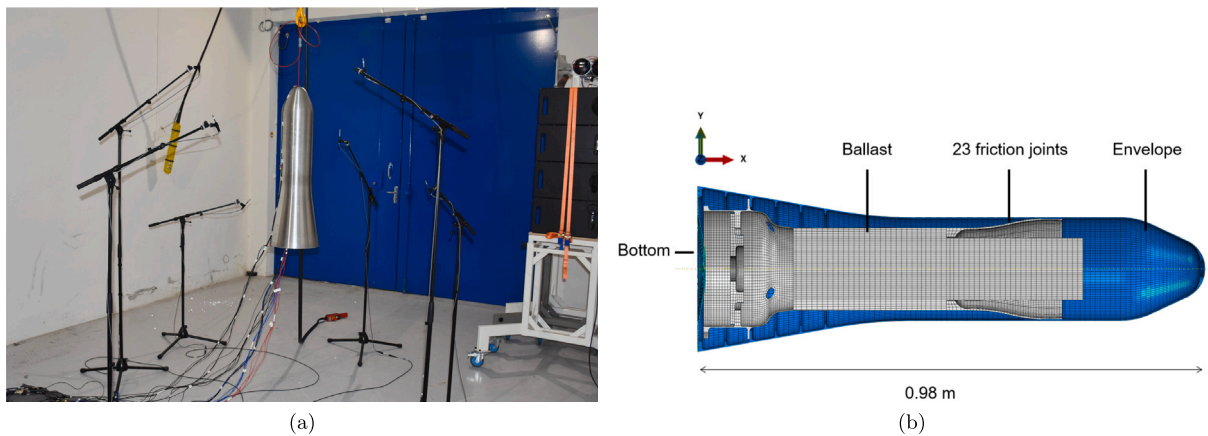 Y
X
Ballast
23 friction joints
Envelope
Bottom
0.98 m
(a)
(b)